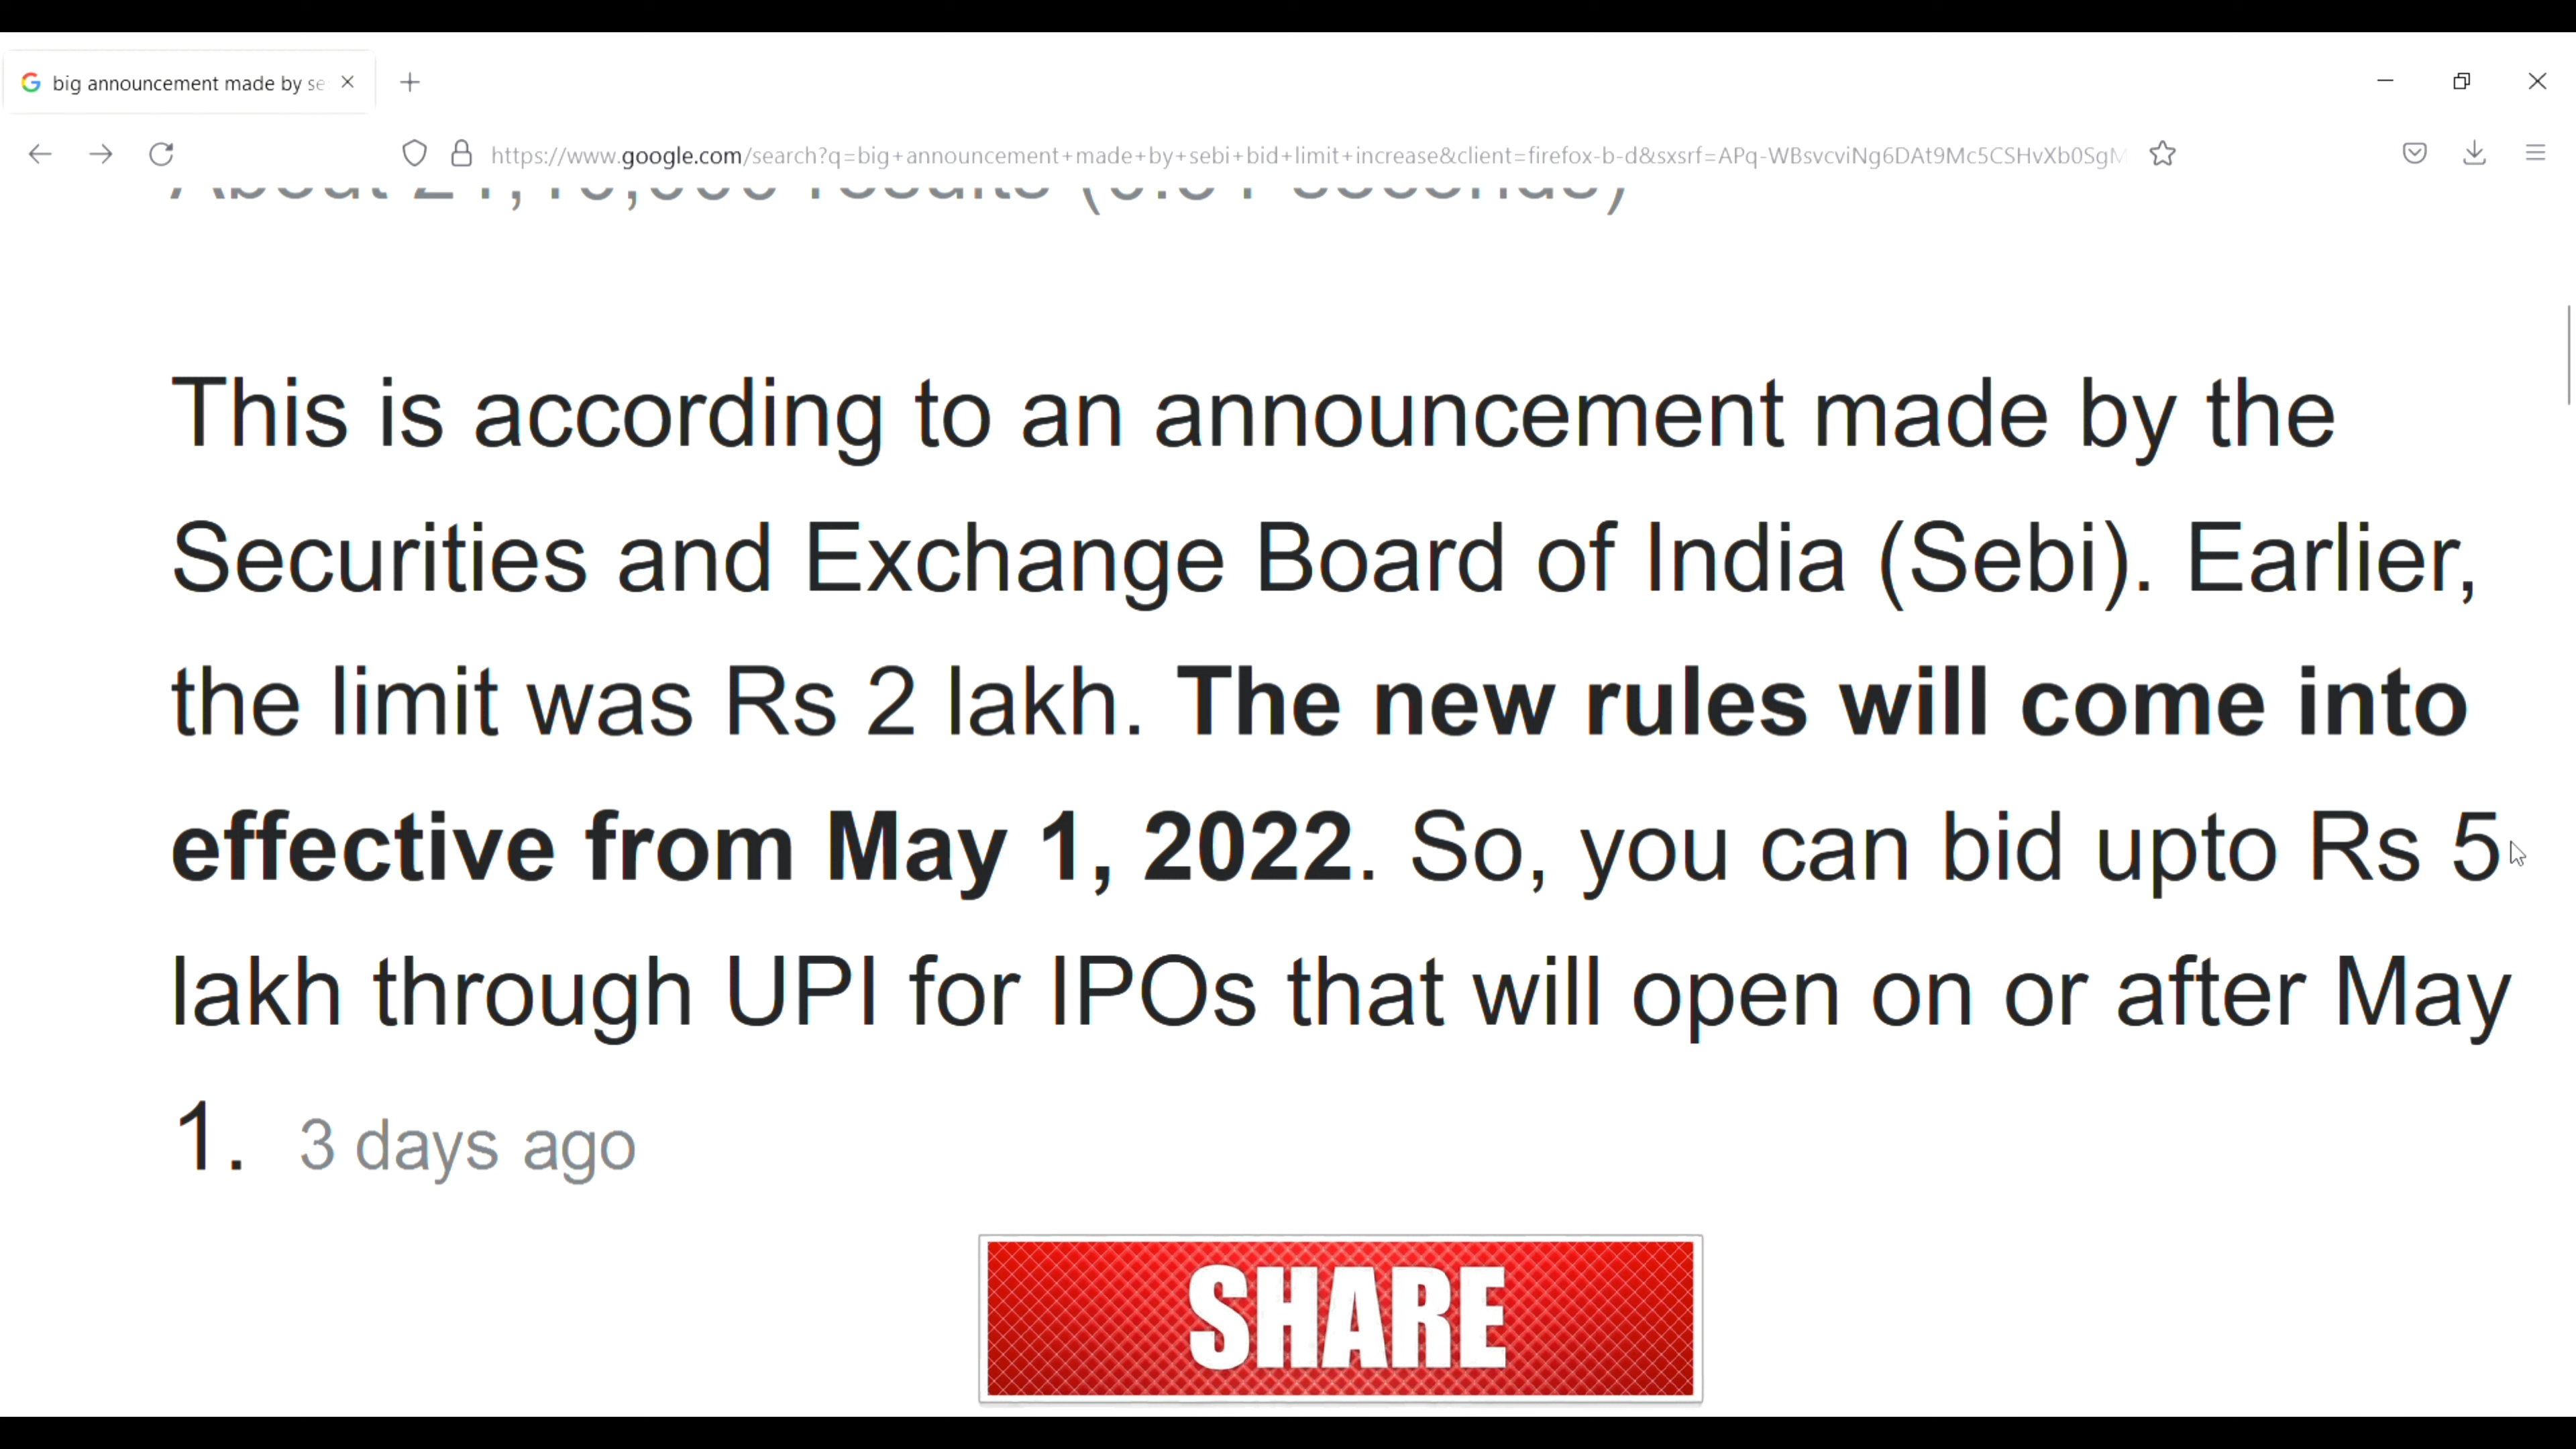 big announcement made by se
https://www.google.com/search?q=big+announcement+made+by+sebi+bid+limit+increase&client=firefox-b-d&sxsrf=APq-WBsvcviNg6DAt9Mc5CSHvXb0SgM
results
This is according to an announcement made by the
Securities and Exchange Board of India (Sebi). Earlier,
the limit was Rs 2 lakh. The new rules will come into
effective from May 1, 2022. So, you can bid upto Rs 5
lakh through UPI for IPOs that will open on or after May
1. 3 days ago
SHARE